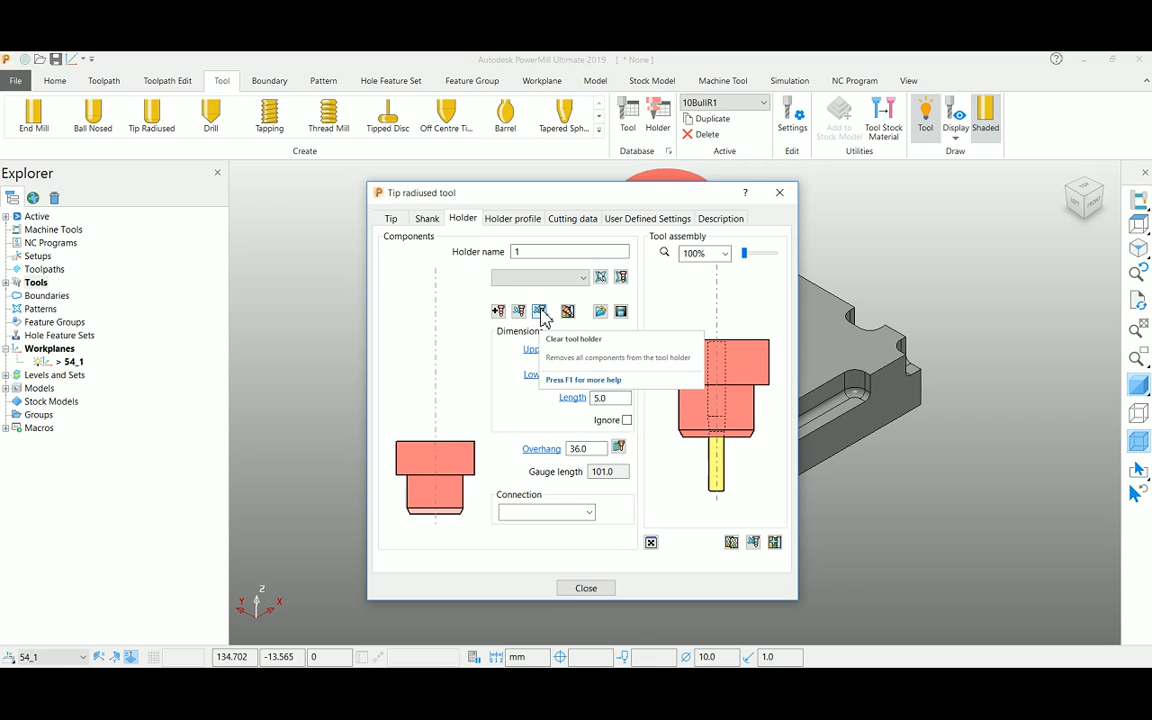 Autodesk PowerMill Ultimate 2019 [ * None ]
File Home Toolpath Toolpath Edit Tool Boundary Pattern Hole Feature Set Feature Group Workplane Model Stock Model Machine Tool Simulation NC Program View
End Mill Ball Nosed Tip Radiused Drill Tapping Thread Mill Tipped Disc Off Centre Ti... Barrel Tapered Sph...
Create
Tool Holder
Database
10BullR1
Duplicate
Delete
Active
Settings
Edit
Add to Stock Model
Tool Stock Material
Utilities
Tool Display Shaded
Draw
Explorer
Active
Machine Tools
NC Programs
Setups
Toolpaths
Tools
Boundaries
Patterns
Feature Groups
Hole Feature Sets
Workplanes
> 54_1
Levels and Sets
Models
Stock Models
Groups
Macros
Tip radiused tool
Tip Shank Holder Holder profile Cutting data User Defined Settings Description
Components
Holder name 1
Dimension
Upp
Low
Length 5.0
Ignore
Overhang 36.0
Gauge length 101.0
Connection
Clear tool holder
Removes all components from the tool holder
Press F1 for more help
Tool assembly
100%
Close
TOP
FRONT
Z
Y X
54_1 134.702 -13.565 0 mm 10.0 1.0